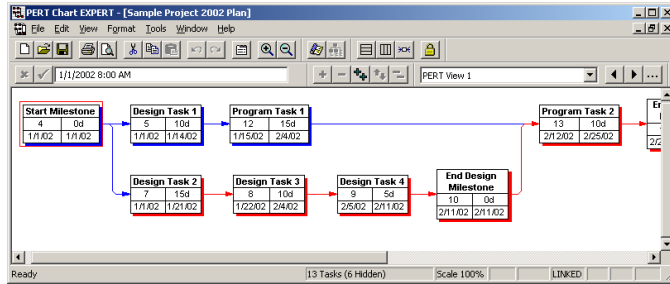 PERT Chart EXPERT - [Sample Project 2002 Plan]
File Edit View Format Tools Window Help
1/1/2002 8:00 AM
PERT View 1
Start Milestone
4 0d
1/1/02 1/1/02
Design Task 1
5 10d
1/1/02 1/14/02
Program Task 1
12 15d
1/15/02 2/4/02
Program Task 2
13 10d
2/12/02 2/25/02
Design Task 2
7 15d
1/1/02 1/21/02
Design Task 3
8 10d
1/22/02 2/4/02
Design Task 4
9 5d
2/5/02 2/11/02
End Design
Milestone
10 0d
2/11/02 2/11/02
Ready
13 Tasks (6 Hidden)
Scale 100%
LINKED